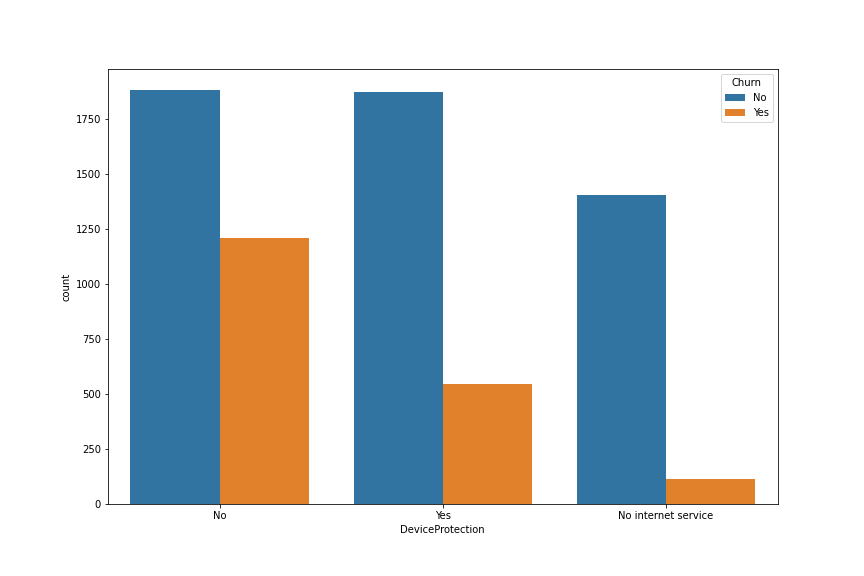 Churn
No
Yes
1750
1500
1250
1000
750
500
250
0
count
No
Yes
No internet service
DeviceProtection